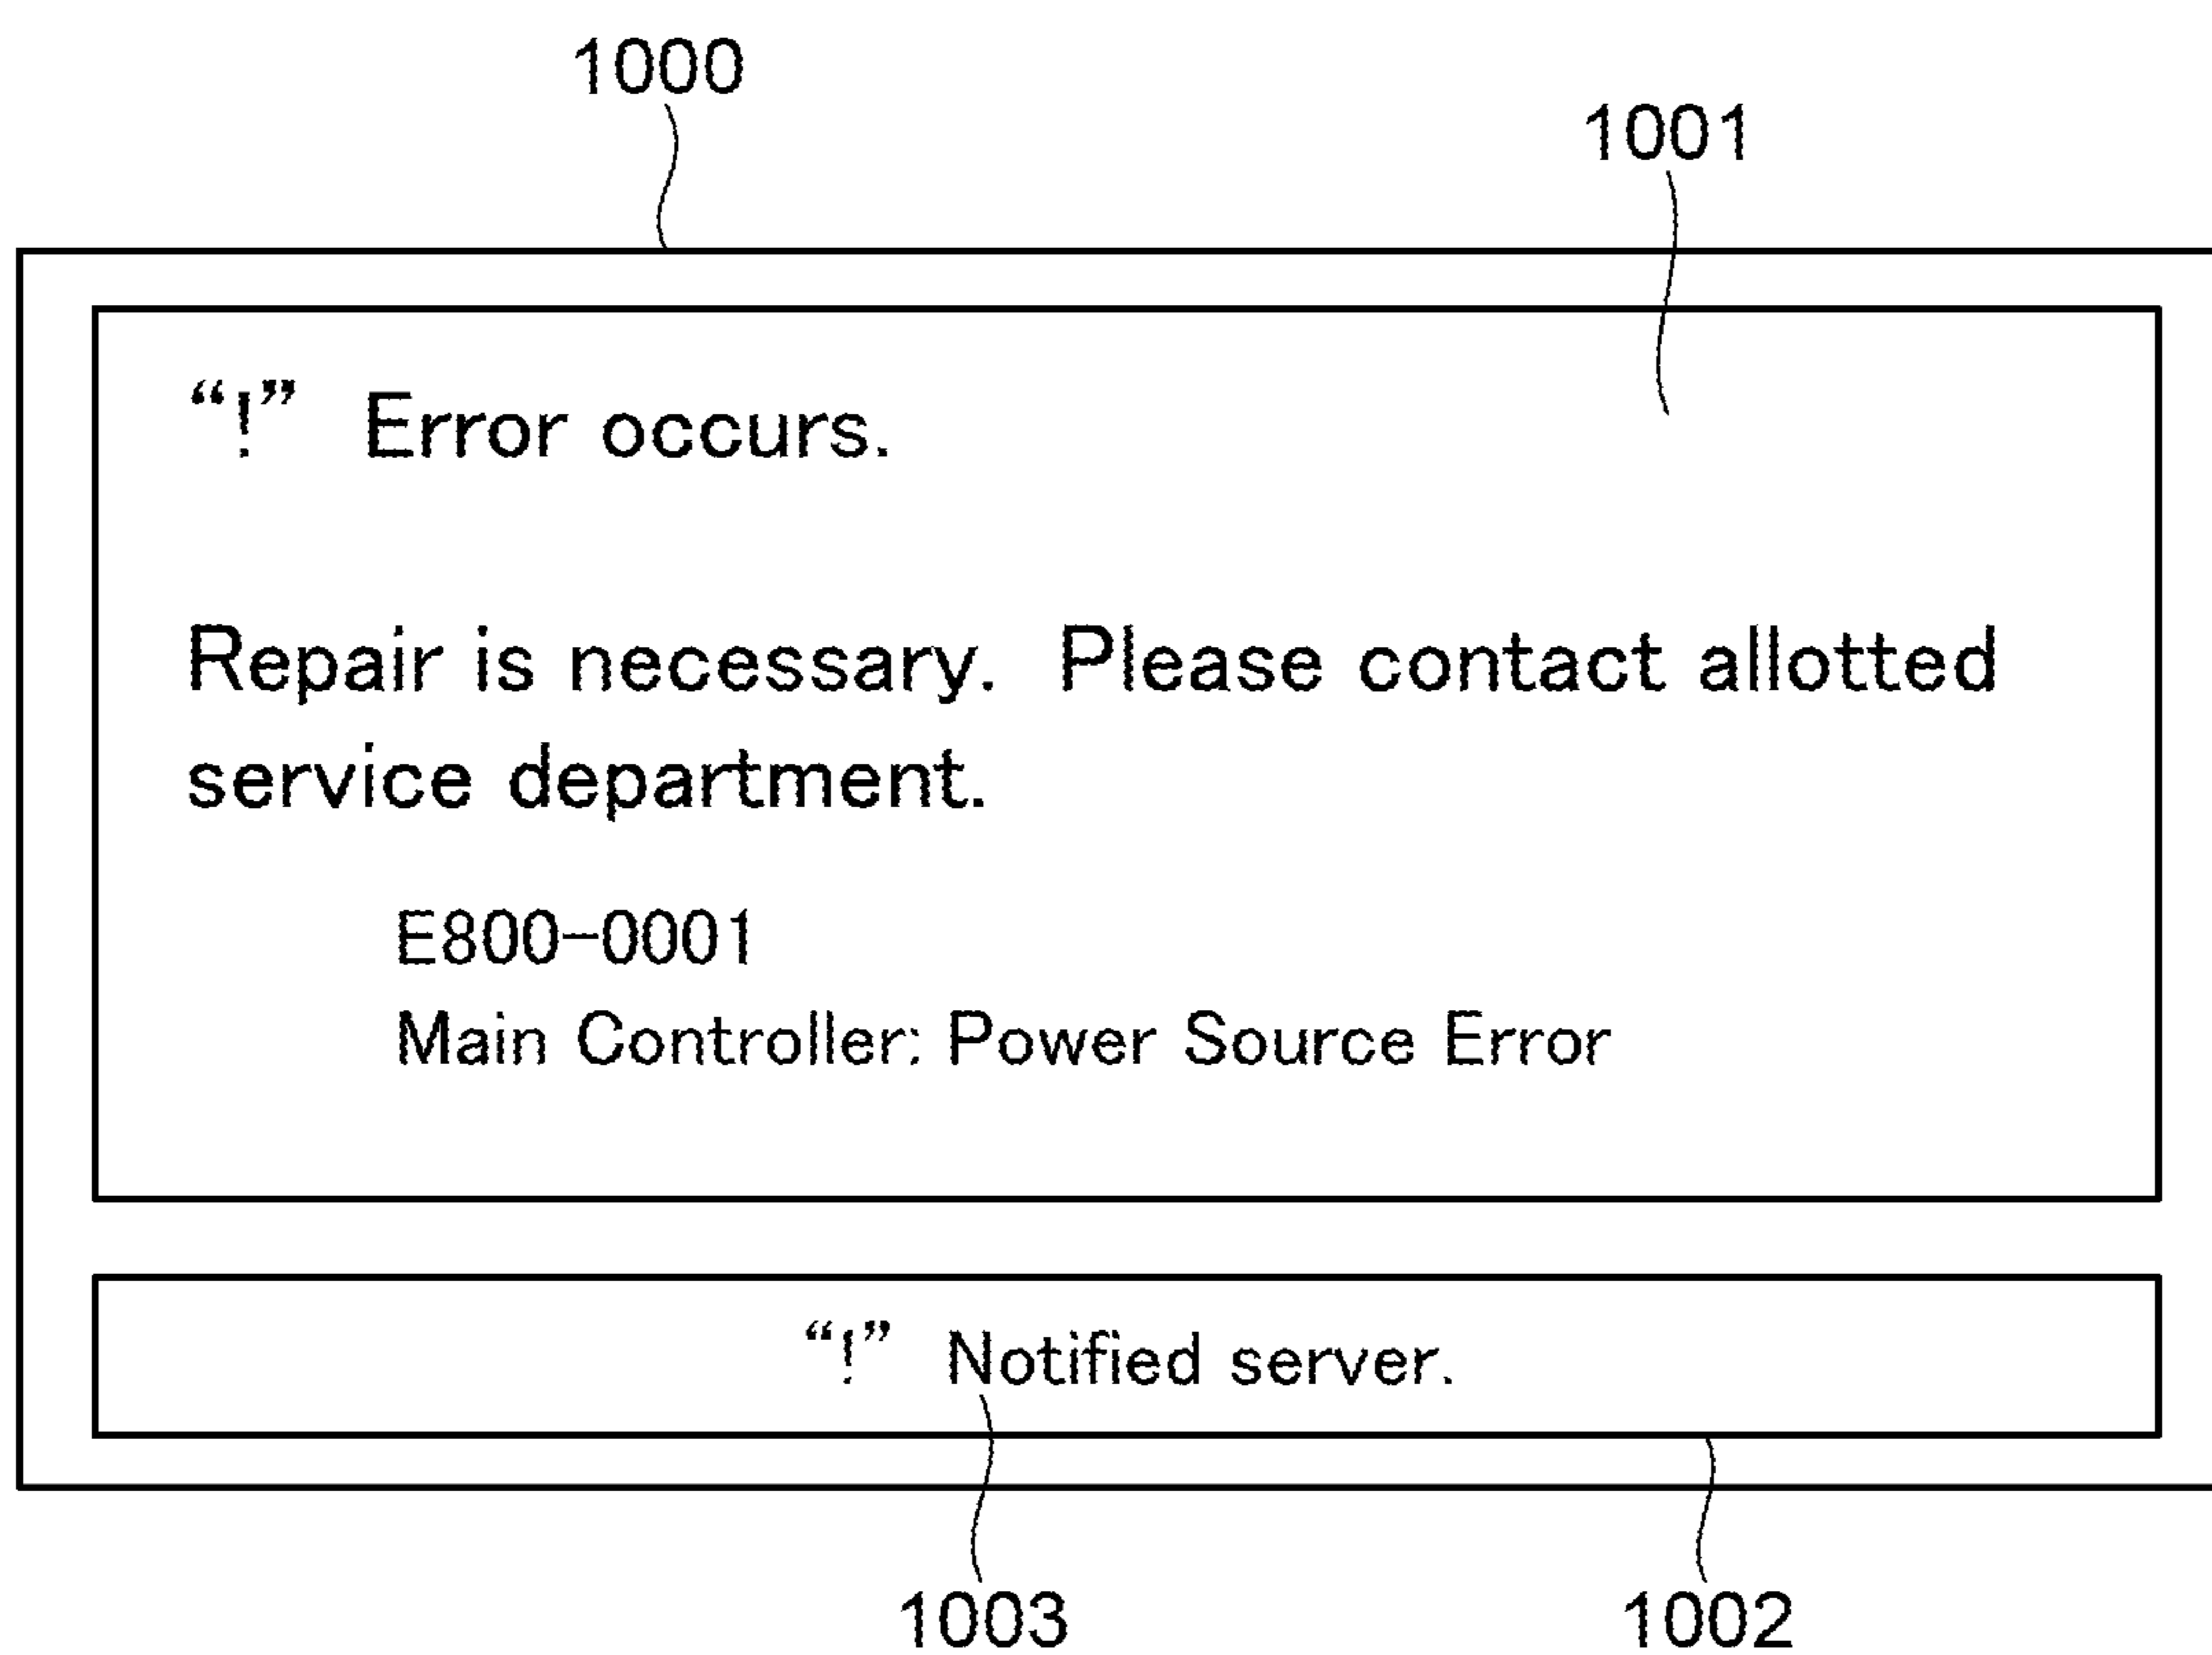 1000
1001
“!” Error occurs.
Repair is necessary. Please contact allotted
service department.
E800-0001
Main Controller: Power Source Error
“!” Notified server.
1003
1002